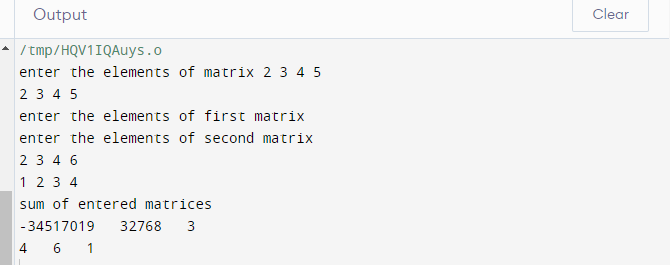 Output
Clear
/tmp/HQV1IQAuys.o
enter the elements of matrix 2 3 4 5
2 3 4 5
enter the elements of first matrix
enter the elements of second matrix
2 3 4 6
1 2 3 4
sum of entered matrices
-34517019   32768   3
4   6   1